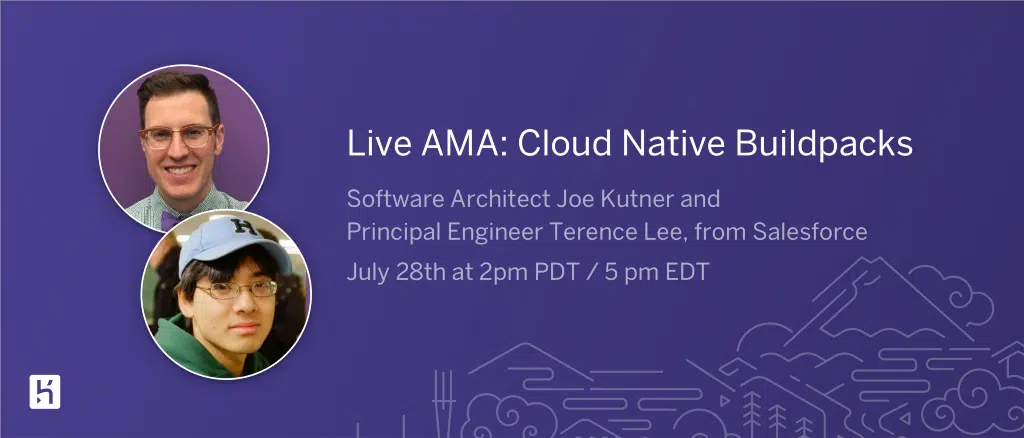 Live AMA: Cloud Native Buildpacks
Software Architect Joe Kutner and
Principal Engineer Terence Lee, from Salesforce
July 28th at 2pm PDT / 5 pm EDT
H